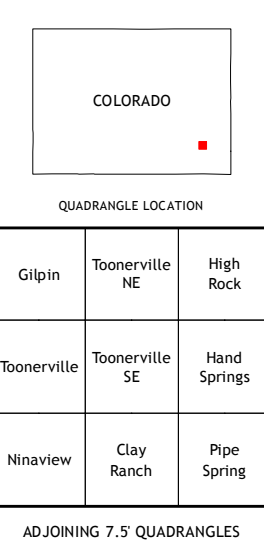 COLORADO
QUADRANGLE LOCATION
Gilpin
Toonerville
NE
High
Rock
Toonerville
Toonerville
SE
Hand
Springs
Ninaview
Clay
Ranch
Pipe
Spring
ADJOINING 7.5' QUADRANGLES